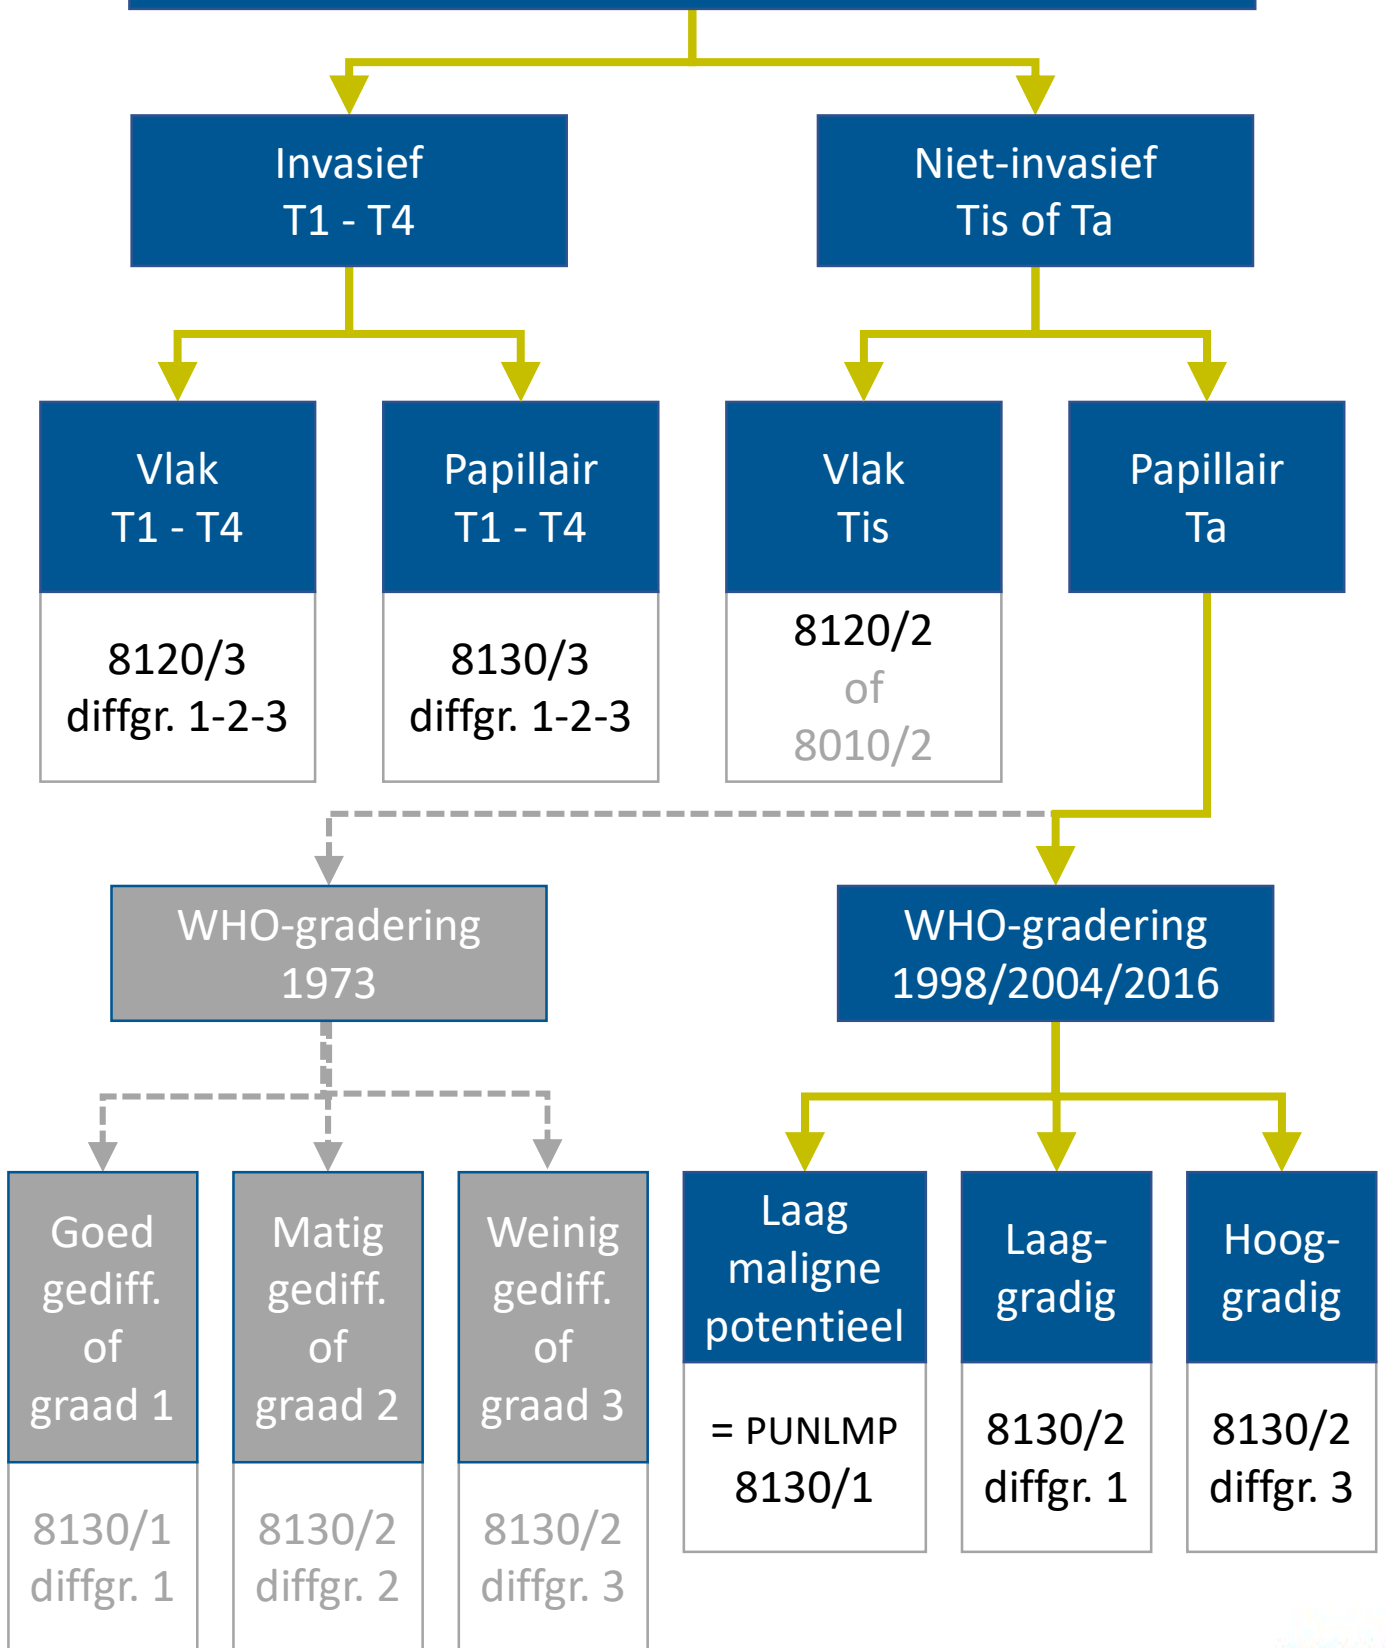 Invasief
T1 - T4
Niet-invasief
Tis of Ta
Vlak
T1 - T4
8120/3
diffgr. 1-2-3
Papillair
T1 - T4
8130/3
diffgr. 1-2-3
Vlak
Tis
8120/2
of
8010/2
Papillair
Ta
WHO-gradering
1973
WHO-gradering
1998/2004/2016
Goed
gediff.
of
graad 1
8130/1
diffgr. 1
Matig
gediff.
of
graad 2
8130/2
diffgr. 2
Weinig
gediff.
of
graad 3
8130/2
diffgr. 3
Laag
maligne
potentieel
= PUNLMP
8130/1
Laag-
gradig
8130/2
diffgr. 1
Hoog-
gradig
8130/2
diffgr. 3